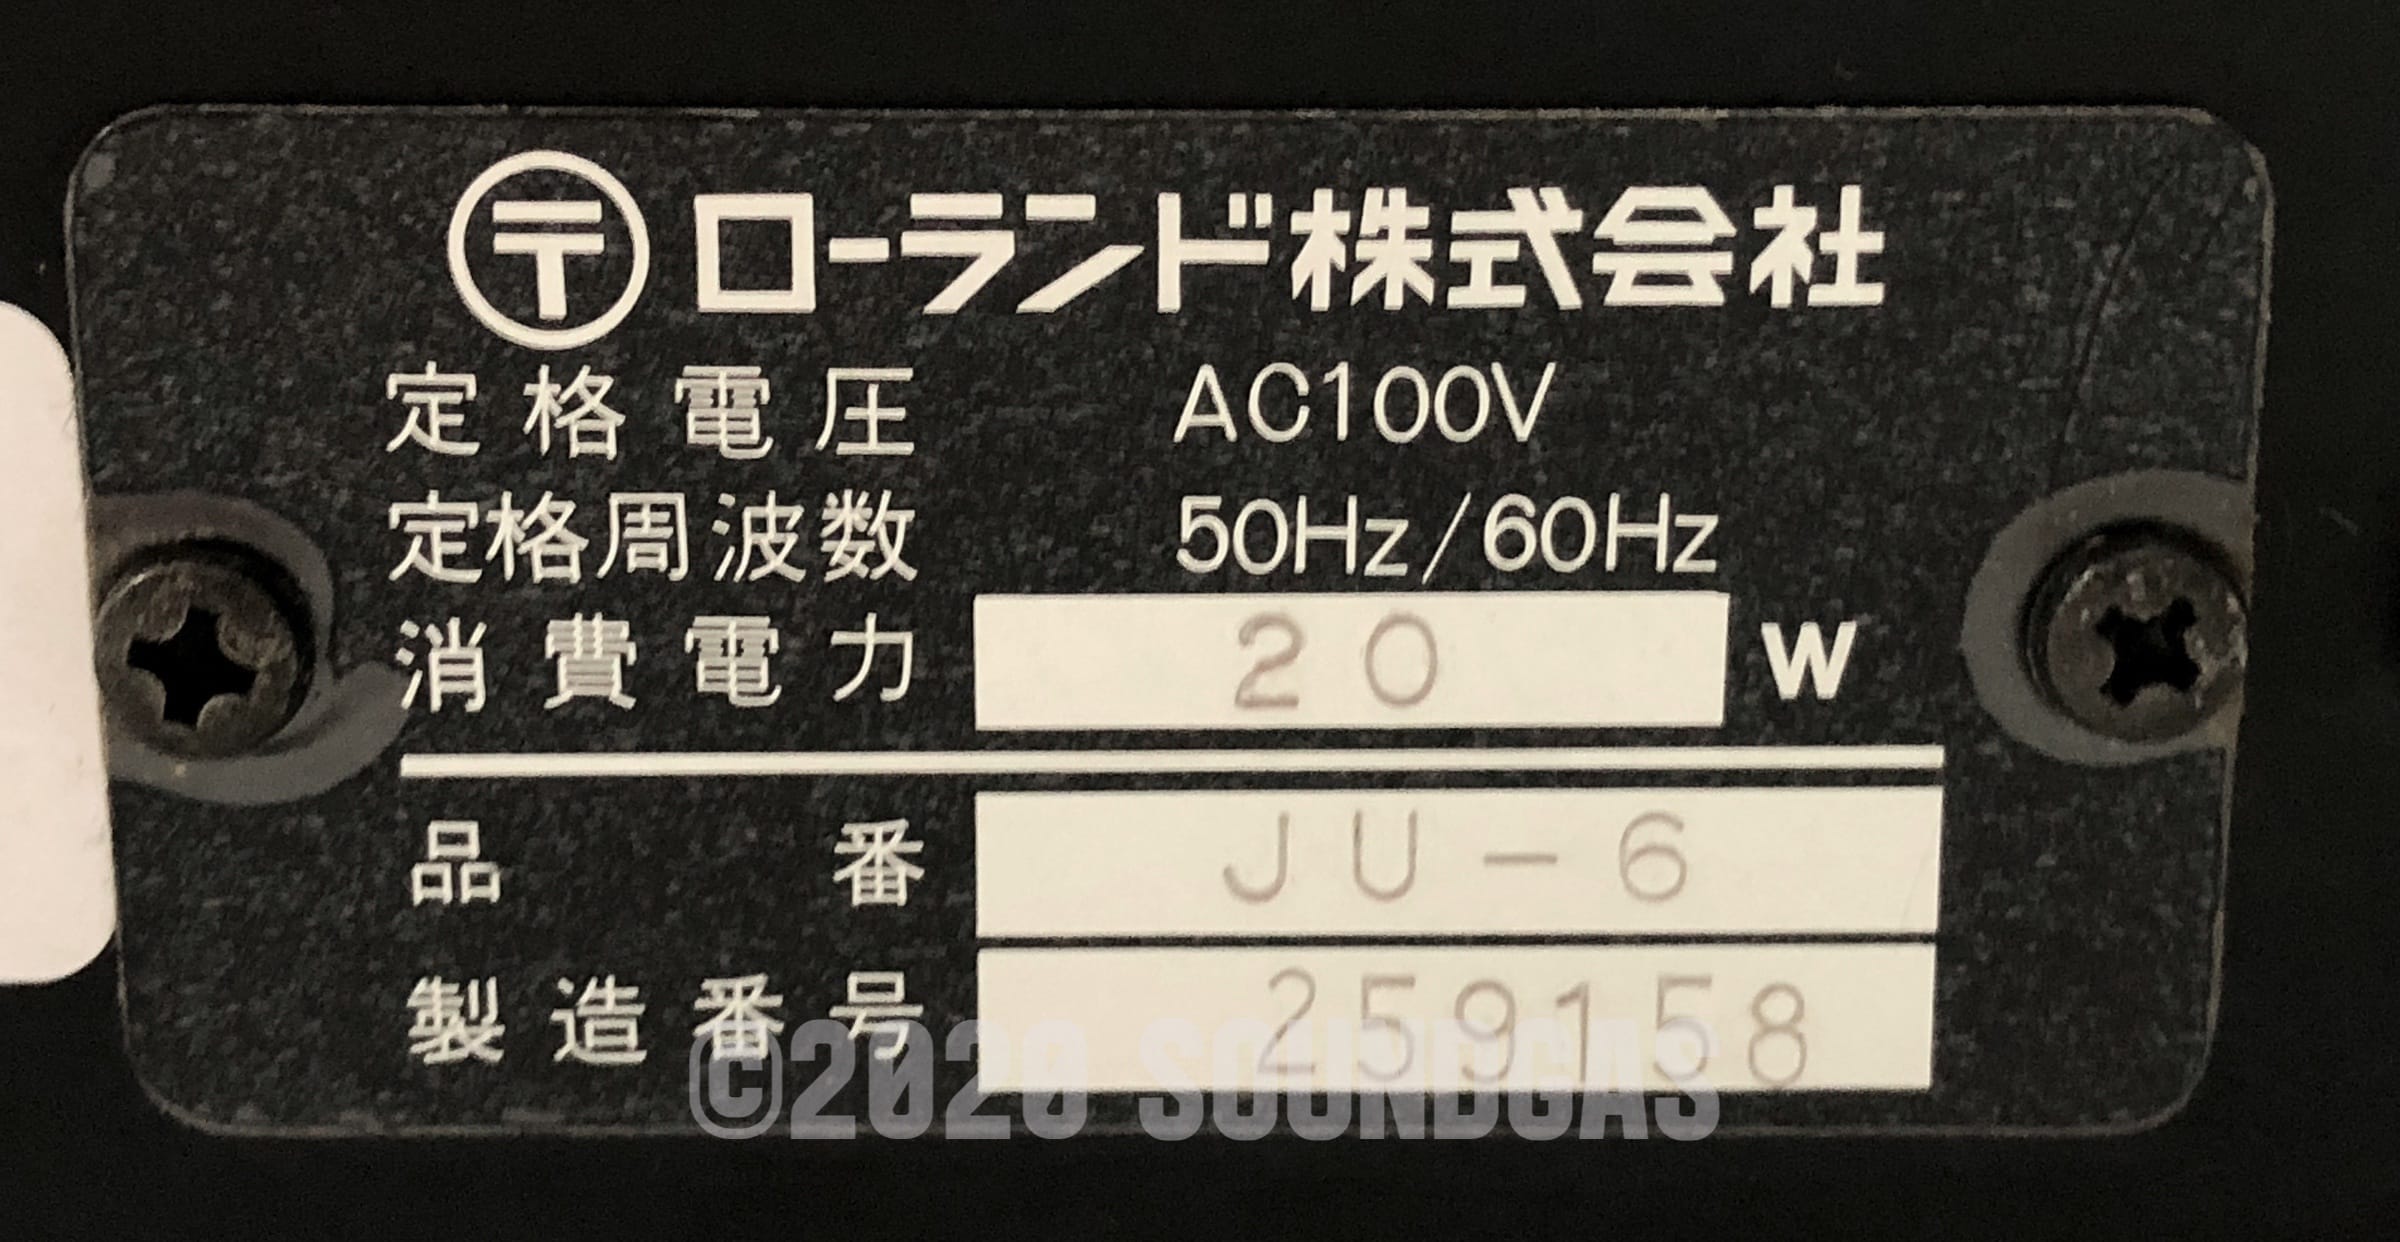 〒ローランド株式会社
定格電圧 AC100V
定格周波数 50Hz/60Hz
消費電力 20 W
品番 JU-6
製造番号 259158
©2020 SOUNDGAS